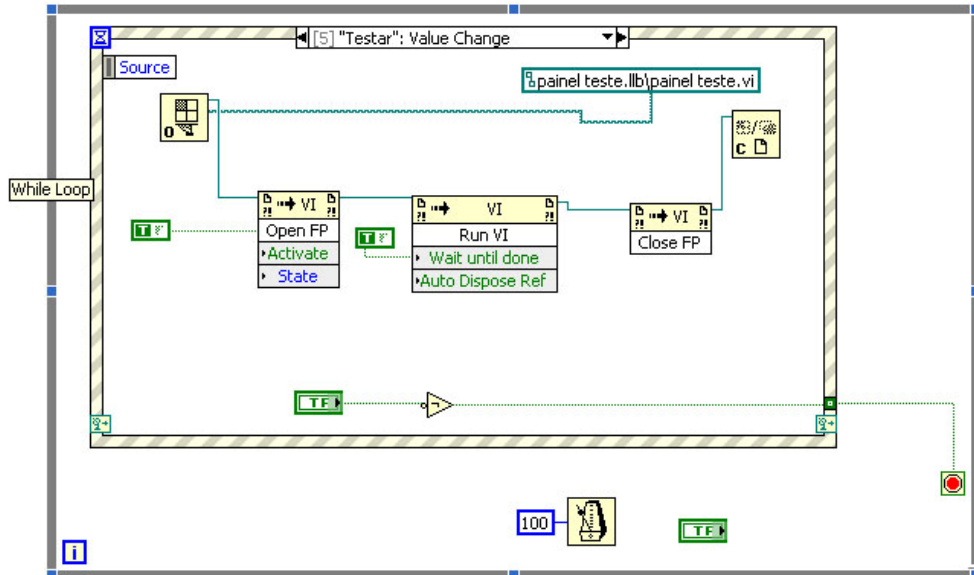 [5] "Testar": Value Change
Source
painel teste.llb\painel teste.vi
O
?/
C
While Loop
?! VI ?!
Open FP
Activate
State
T F
?! VI ?!
Run VI
Wait until done
Auto Dispose Ref
T F
?! VI ?!
Close FP
TF
100
TF
i